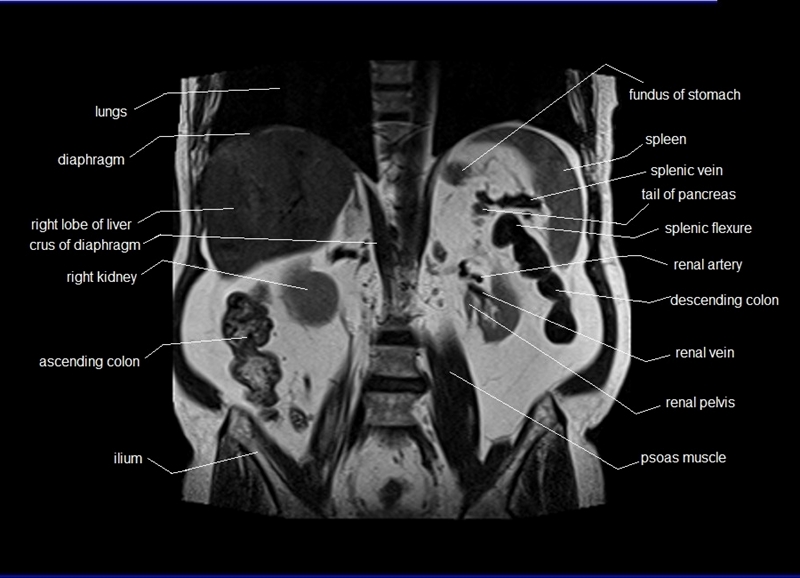 lungs
diaphragm
right lobe of liver
crus of diaphragm
right kidney
ascending colon
ilium
fundus of stomach
spleen
splenic vein
tail of pancreas
splenic flexure
renal artery
descending colon
renal vein
renal pelvis
psoas muscle